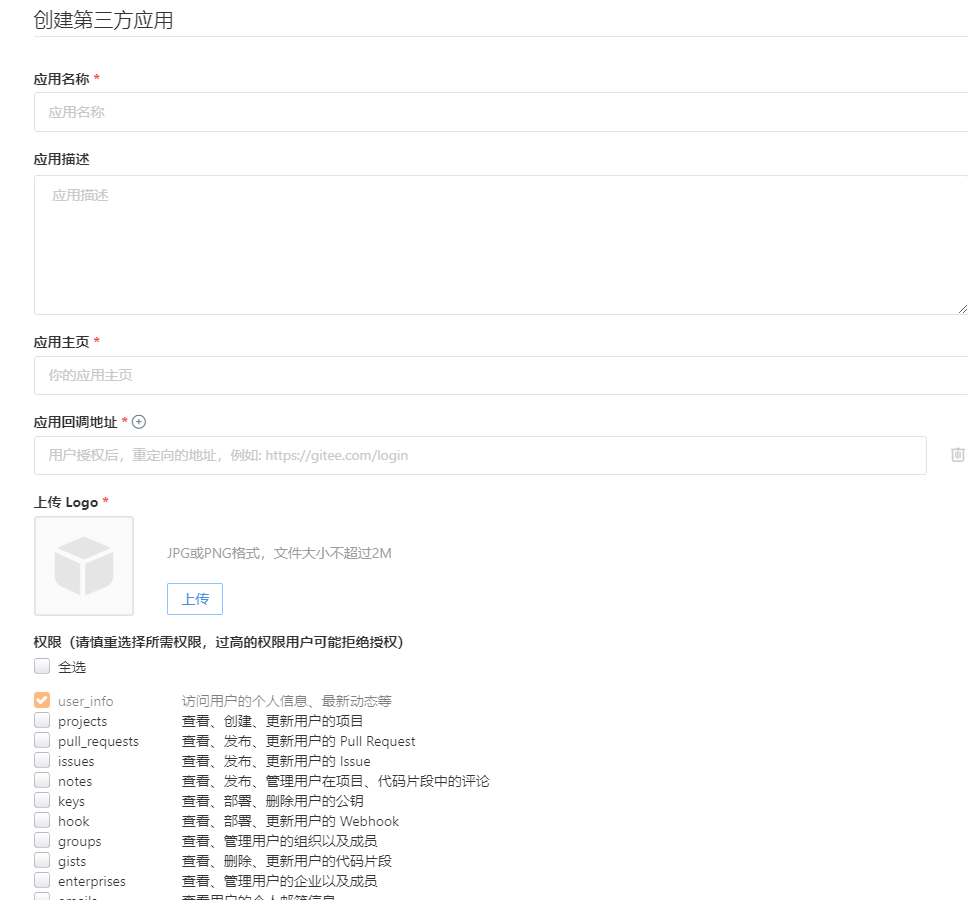 创建第三方应用
应用名称 *
应用名称
应用描述
应用描述
应用主页 *
你的应用主页
应用回调地址 *
用户授权后，重定向的地址，例如: https://gitee.com/login
上传 Logo *
JPG或PNG格式，文件大小不超过2M
上传
权限（请慎重选择所需权限，过高的权限用户可能拒绝授权）
全选
user_info 访问用户的个人信息、最新动态等
projects 查看、创建、更新用户的项目
pull_requests 查看、发布、更新用户的 Pull Request
issues 查看、发布、更新用户的 Issue
notes 查看、发布、管理用户在项目、代码片段中的评论
keys 查看、部署、删除用户的公钥
hook 查看、部署、更新用户的 Webhook
groups 查看、管理用户的组织以及成员
gists 查看、删除、更新用户的代码片段
enterprises 查看、管理用户的企业以及成员
emails 查看用户的个人邮箱信息